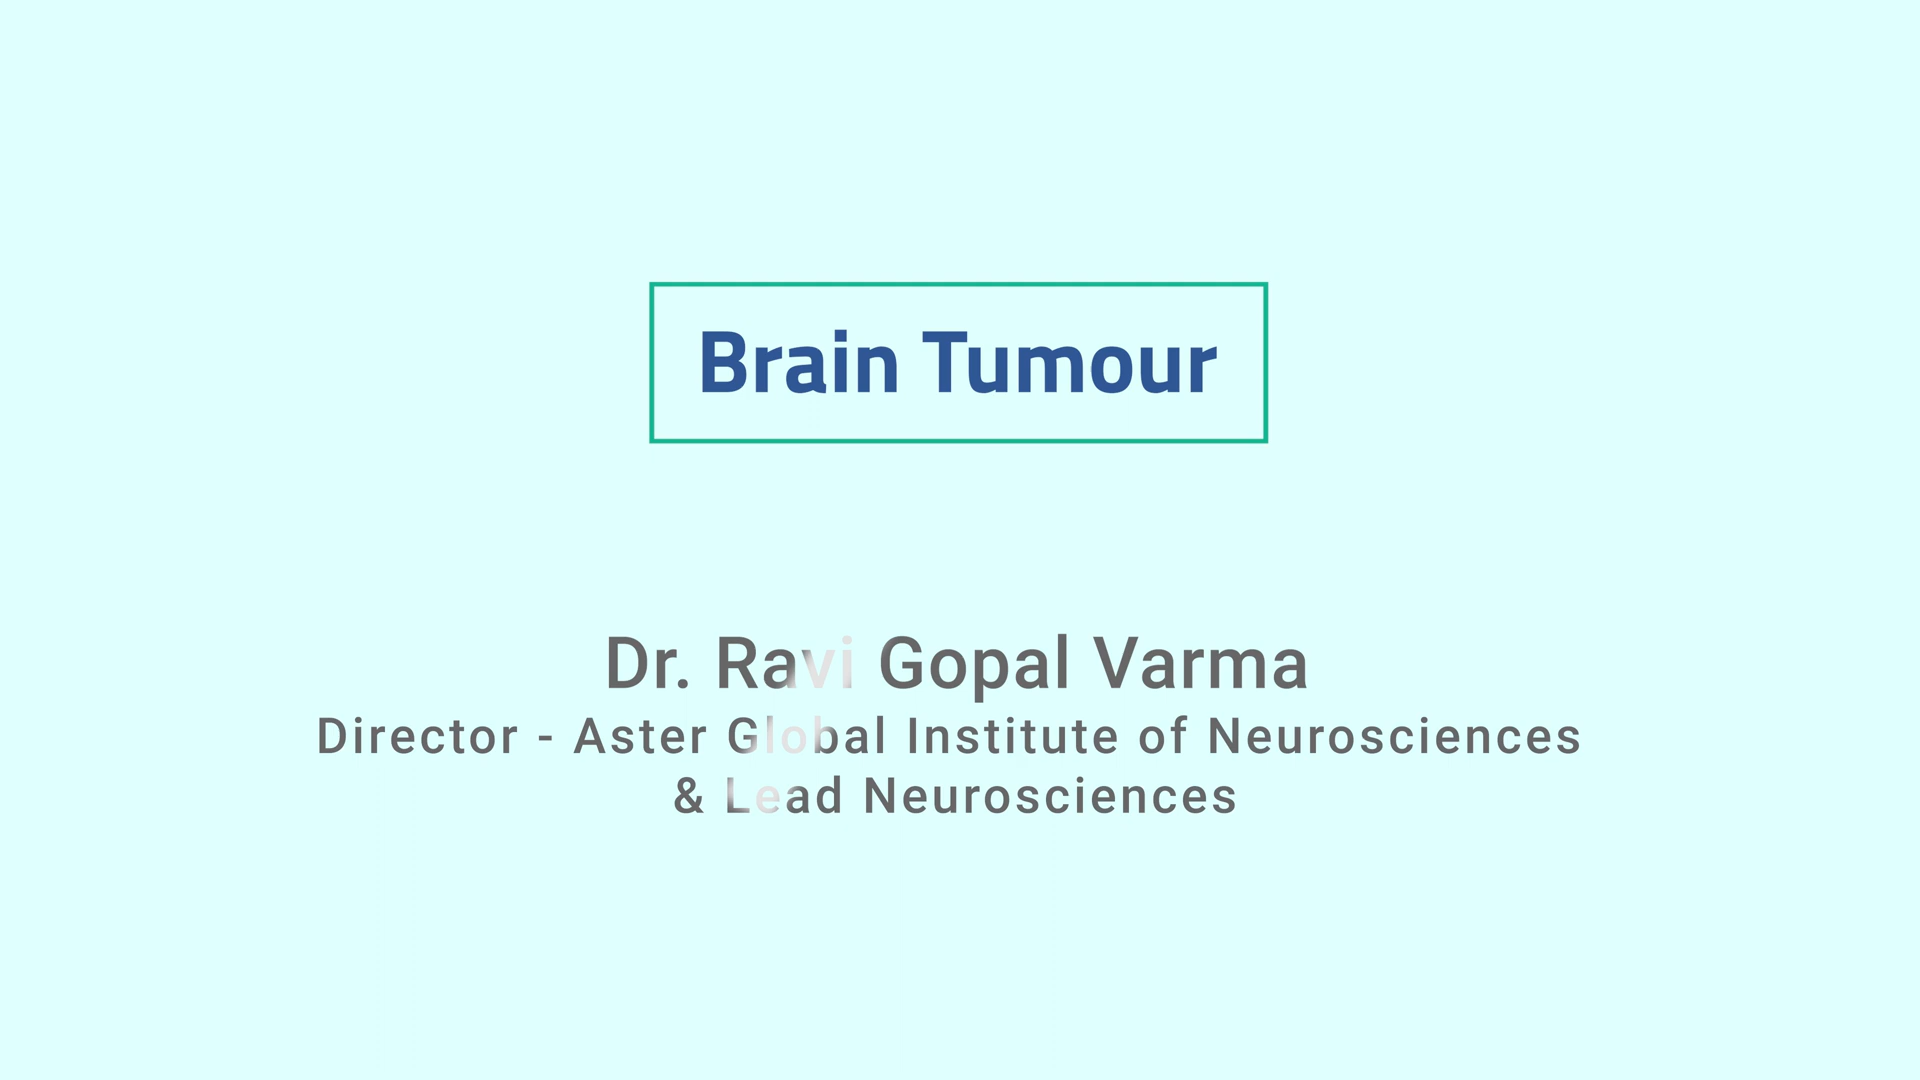 Brain Tumour
Dr. Ravi Gopal Varma
Director - Aster Global Institute of Neurosciences
& Lead Neurosciences